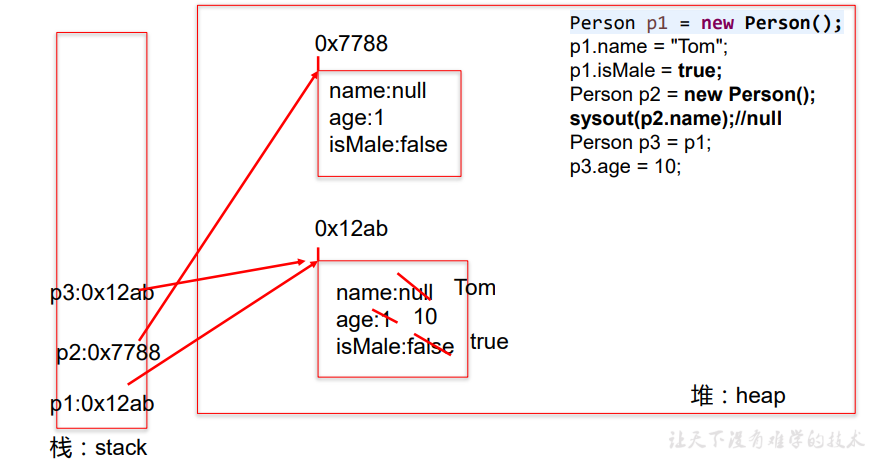 Person p1 = new Person();
p1.name = "Tom";
p1.isMale = true;
Person p2 = new Person();
sysout(p2.name);//null
Person p3 = p1;
p3.age = 10;
0x7788
name:null
age:1
isMale:false
0x12ab
name:null Tom
age:1 10
isMale:false true
p3:0x12ab
p2:0x7788
p1:0x12ab
栈：stack
堆：heap
让天下没有难学的技术